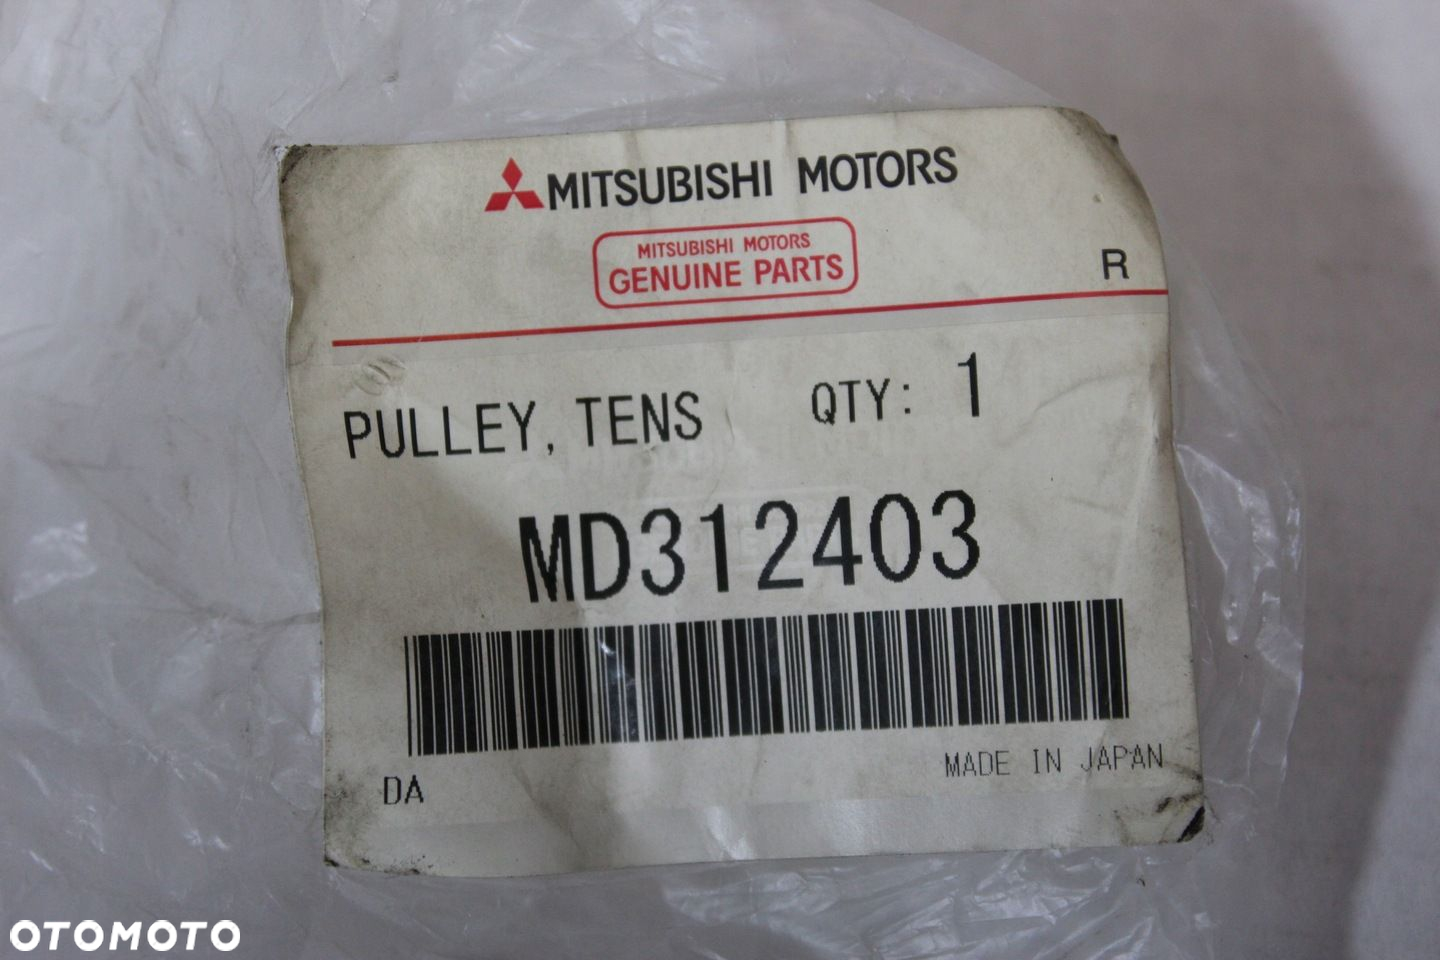 MITSUBISHI MOTORS
MITSUBISHI MOTORS
GENUINE PARTS
R
PULLEY, TENS QTY: 1
MD312403
MADE IN JAPAN
DA
OTOMOTO